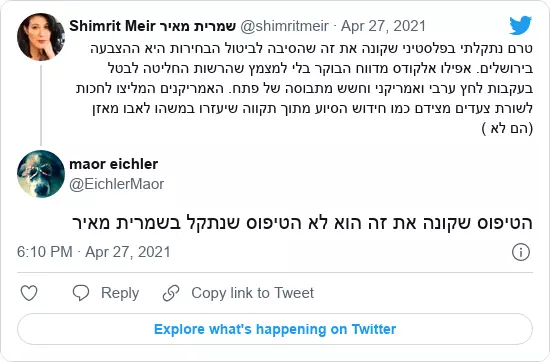 Shimrit Meir שמרית מאיר @shimritmeir · Apr 27, 2021
טרם נתקלתי בפלסטיני שקונה את זה שהסיבה לביטול הבחירות היא ההצבעה
בירושלים. אפילו אלקודס מדווח הבוקר בלי למצמץ שהרשות החליטה לבטל
בעקבות לחץ ערבי ואמריקני וחשש מתבוסה של פתח. האמריקנים המליצו לחכות
לשורת צעדים מצידם כמו חידוש הסיוע מתוך תקווה שיעזרו במשהו לאבו מאזן
(הם לא )
maor eichler
@EichlerMaor
הטיפוס שקונה את זה הוא לא הטיפוס שנתקל בשמרית מאיר
6:10 PM · Apr 27, 2021
Reply
Copy link to Tweet
Explore what's happening on Twitter